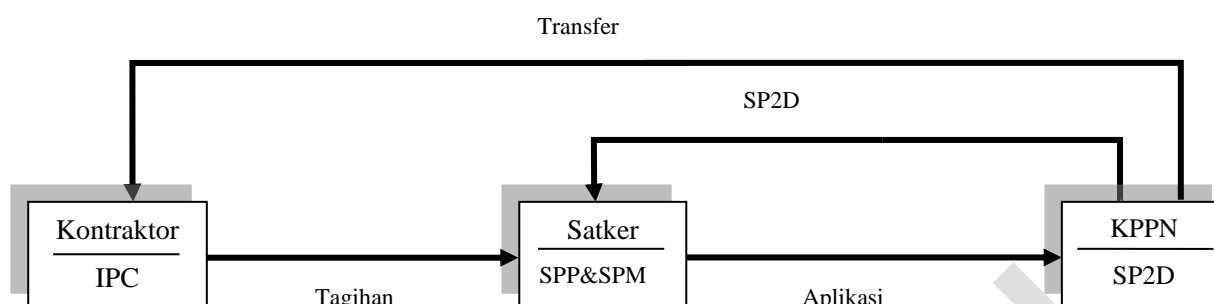 Transfer
SP2D
Kontraktor
IPC
Satker
SPP&SPM
KPPN
SP2D
Tagihan
Aplikasi